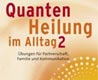 Quanten
Heilung
im Alltag 2
Übungen für Partnerschaft,
Familie und Kommunikation